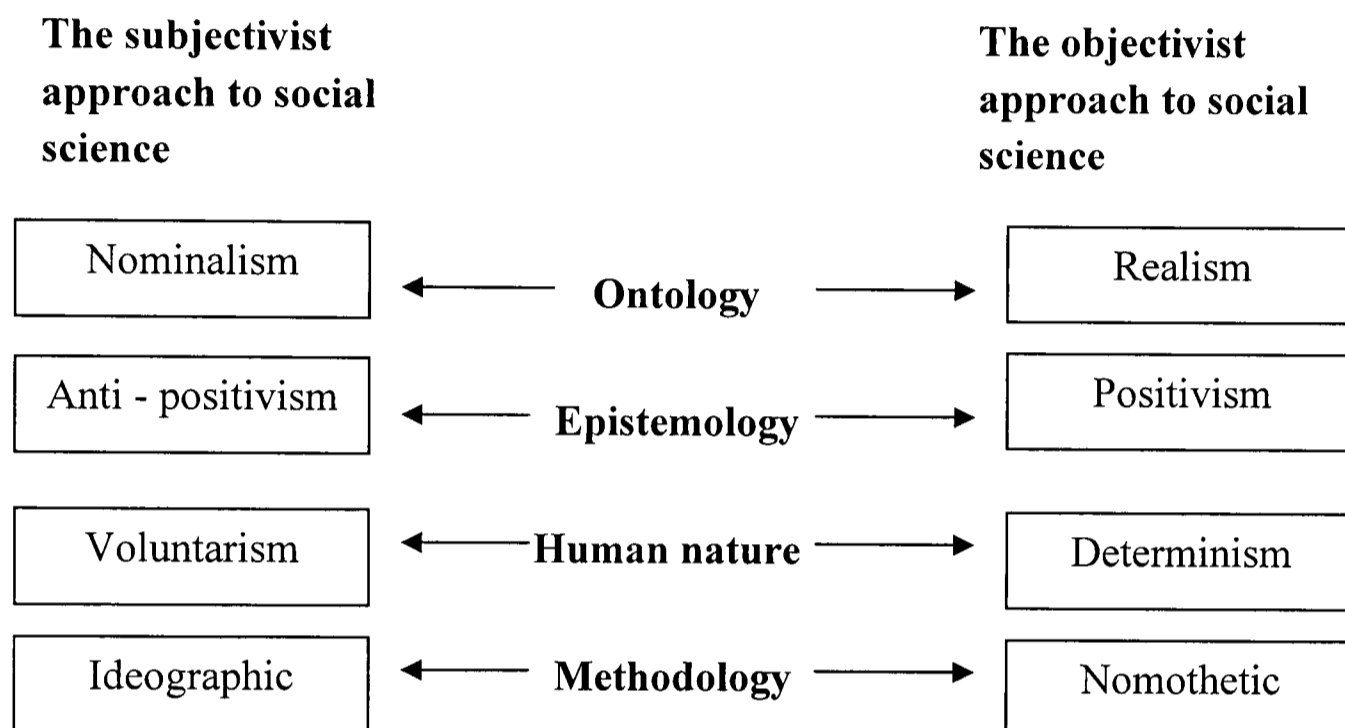 The subjectivist
approach to social
science
The objectivist
approach to social
science
Nominalism
Ontology
Realism
Anti - positivism
Epistemology
Positivism
Voluntarism
Human nature
Determinism
Ideographic
Methodology
Nomothetic